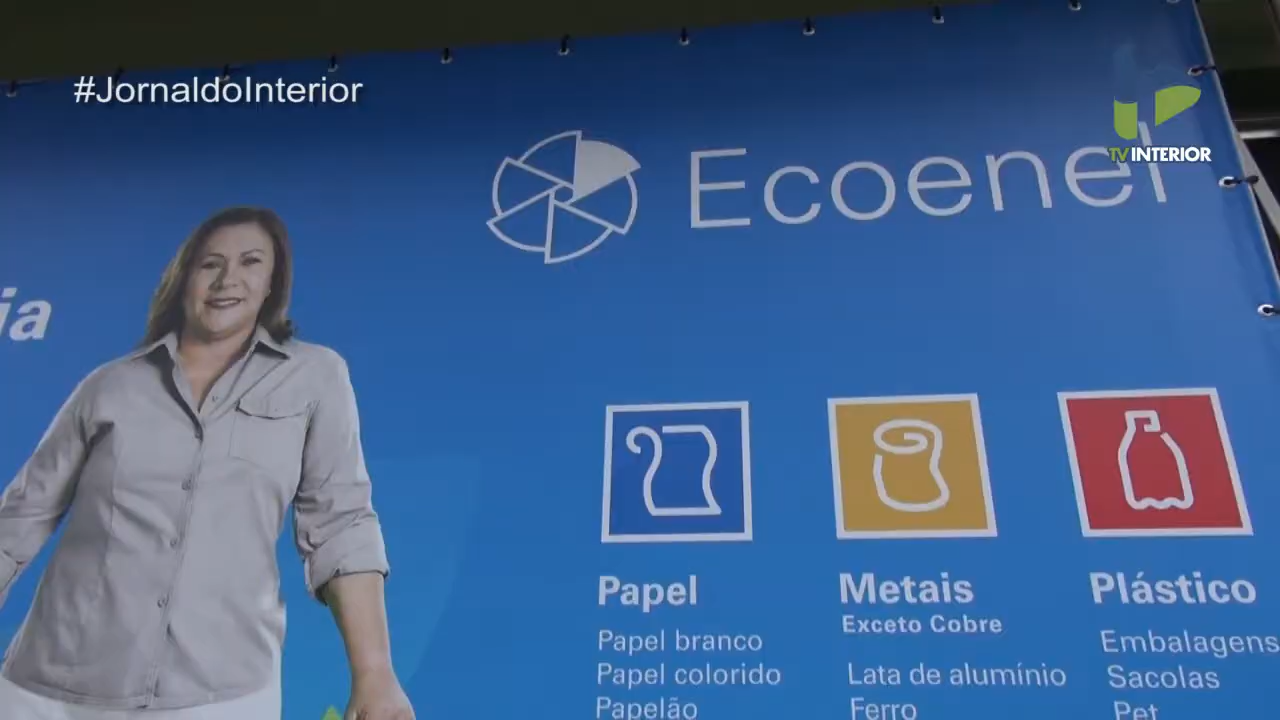 #JornaldoInterior
TV INTERIOR
Ecoenel
ia
Papel
Papel branco
Papel colorido
Papelão
Metais
Exceto Cobre
Lata de alumínio
Ferro
Plástico
Embalagens
Sacolas
Pet